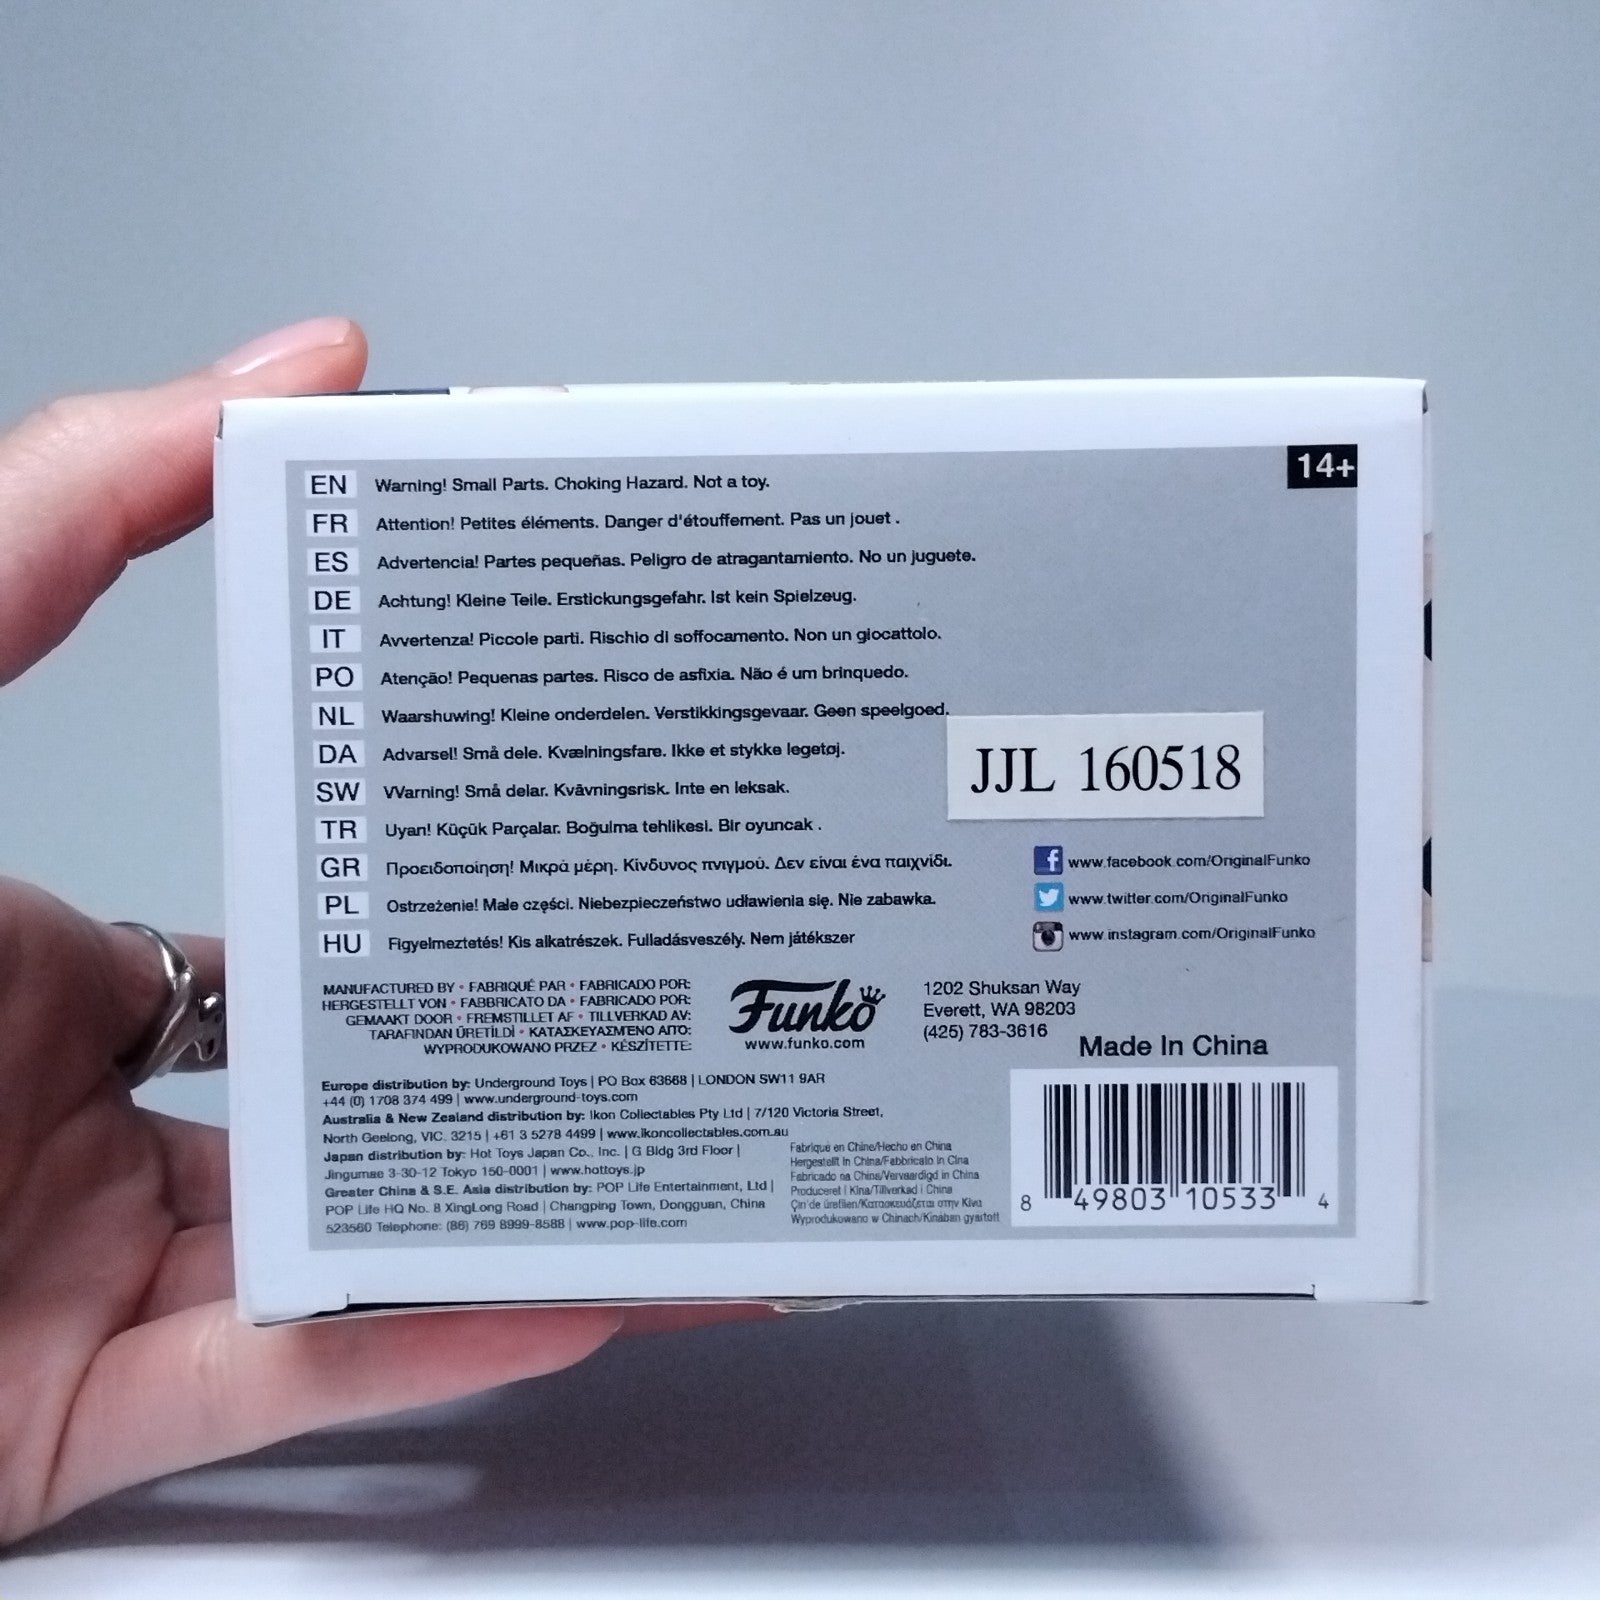 14+
EN Warning! Small Parts. Choking Hazard. Not a toy.
FR Attention! Petites éléments. Danger d'étouffement. Pas un jouet .
ES Advertencia! Partes pequeñas. Peligro de atragantamiento. No un juguete.
DE Achtung! Kleine Teile. Erstickungsgefahr. Ist kein Spielzeug.
IT Avvertenza! Piccole parti. Rischio di soffocamento. Non un giocattolo.
PO Atenção! Pequenas partes. Risco de asfixia. Não é um brinquedo.
NL Waarshuwing! Kleine onderdelen. Verstikkingsgevaar. Geen speelgoed.
DA Advarsel! Små dele. Kvælningsfare. Ikke et stykke legetøj.
SW Warning! Små delar. Kvävningsrisk. Inte en leksak.
TR Uyan! Küçük Parçalar. Boğulma tehlikesi. Bir oyuncak .
GR Προειδοποίηση! Μικρά μέρη. Κίνδυνος πνιγμού. Δεν είναι ένα παιχνίδι.
PL Ostrzeżenie! Małe części. Niebezpieczeństwo udławienia się. Nie zabawka.
HU Figyelmeztetés! Kis alkatrészek. Fulladásveszély. Nem játékszer
JJL 160518
www.facebook.com/OriginalFunko
www.twitter.com/OriginalFunko
www.instagram.com/OriginalFunko
MANUFACTURED BY • FABRIQUÉ PAR • FABRICADO POR:
HERGESTELLT VON • FABBRICATO DA • FABRICADO POR:
GEMAAKT DOOR • FREMSTILLET AF • TILLVERKAD AV:
TARAFINDAN ÜRETILDİ • ΚΑΤΑΣΚΕΥΑΣΜΕΝΟ ΑΠΟ:
WYPRODUKOWANO PRZEZ • KÉSZÍTETTE:
Funko
www.funko.com
1202 Shuksan Way
Everett, WA 98203
(425) 783-3616
Made In China
Europe distribution by: Underground Toys | PO Box 63668 | LONDON SW11 9AR
+44 (0) 1708 374 499 | www.underground-toys.com
Australia & New Zealand distribution by: Ikon Collectables Pty Ltd | 7/120 Victoria Street,
North Geelong, VIC. 3215 | +61 3 5278 4499 | www.ikoncollectables.com.au
Japan distribution by: Hot Toys Japan Co., Inc. | G Bldg 3rd Floor |
Jingumae 3-30-12 Tokyo 150-0001 | www.hottoys.jp
Greater China & S.E. Asia distribution by: POP Life Entertainment, Ltd |
POP Life HQ No. 8 XingLong Road | Changping Town, Dongguan, China
523560 Telephone: (86) 769 8999-8588 | www.pop-life.com
Fabriqué en Chine/Hecho en China
Hergestellt in China/Fabbricato in Cina
Fabricado na China/Vervaardigd in China
Produceret i Kina/Tillverkad i China
Çin'de üretilen/Κατασκευάζεται στην Κίνα
Wyprodukowano w Chinach/Kínában gyártott
8 49803 10533 4